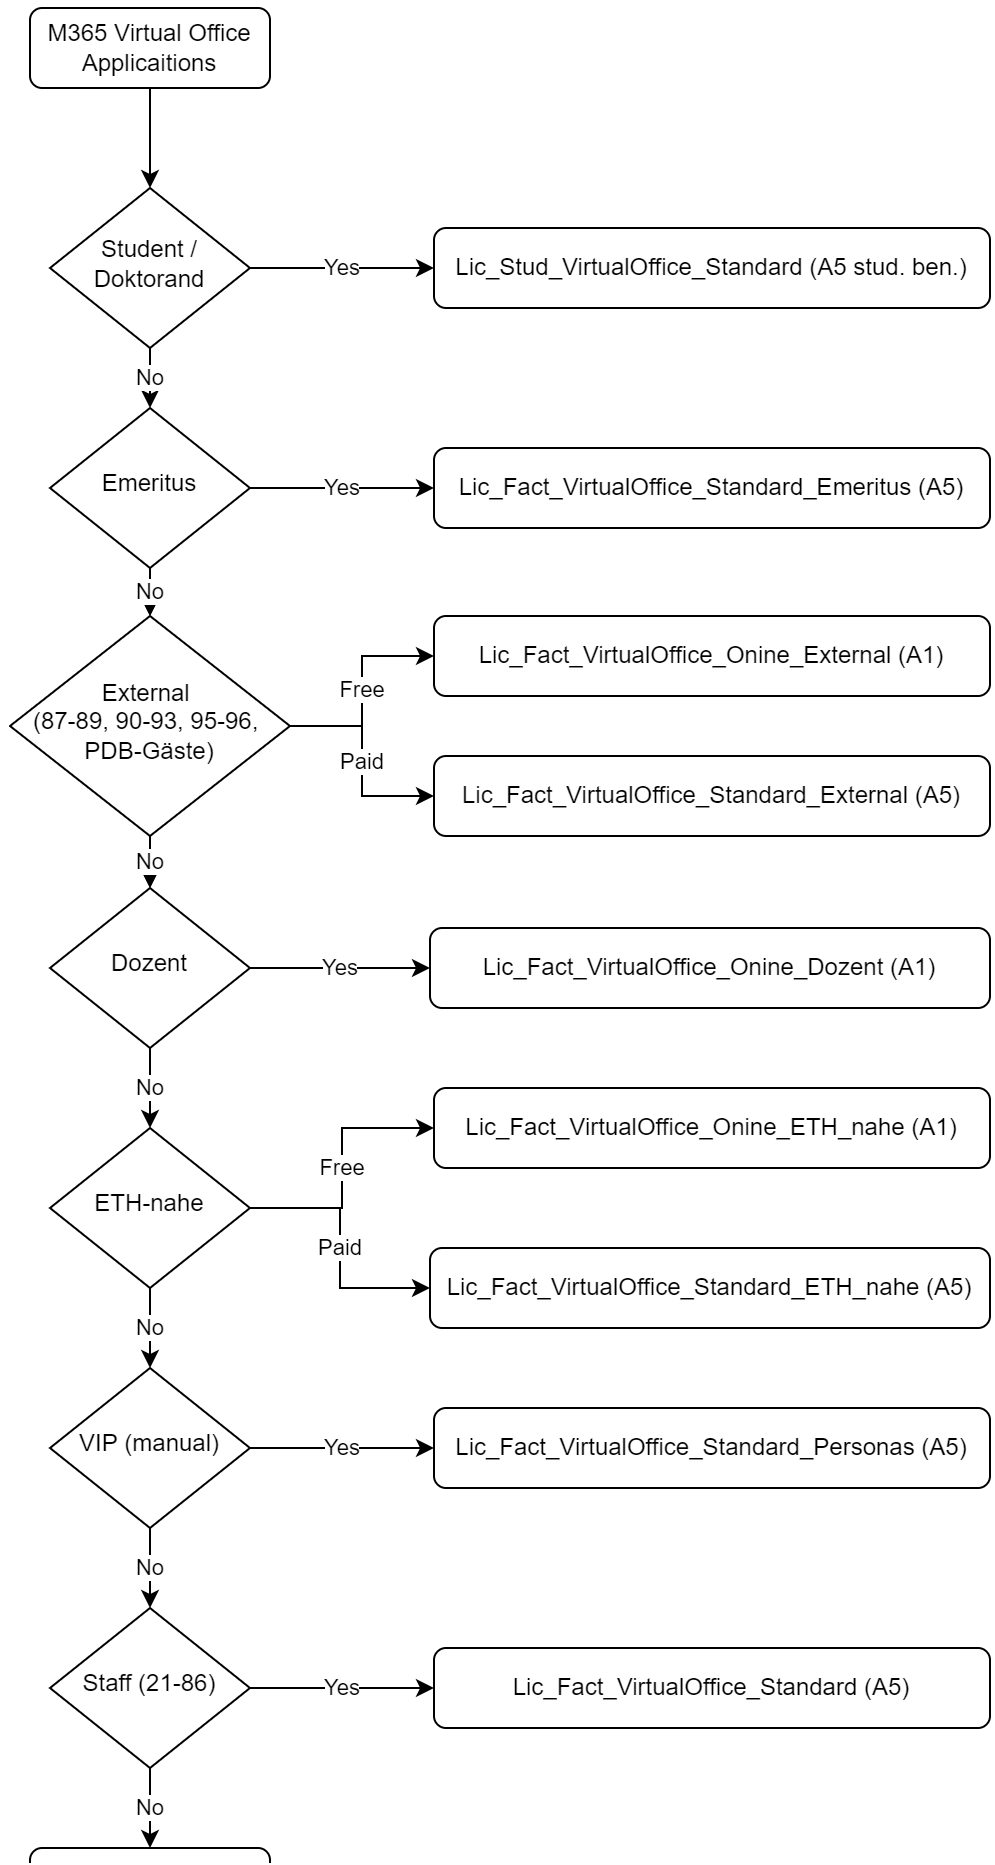 M365 Virtual Office
Applicaitions
Student /
Doktorand
Yes
Lic_Stud_VirtualOffice_Standard (A5 stud. ben.)
No
Emeritus
Yes
Lic_Fact_VirtualOffice_Standard_Emeritus (A5)
No
External
(87-89, 90-93, 95-96,
PDB-Gäste)
Free
Lic_Fact_VirtualOffice_Onine_External (A1)
Paid
Lic_Fact_VirtualOffice_Standard_External (A5)
No
Dozent
Yes
Lic_Fact_VirtualOffice_Onine_Dozent (A1)
No
ETH-nahe
Free
Lic_Fact_VirtualOffice_Onine_ETH_nahe (A1)
Paid
Lic_Fact_VirtualOffice_Standard_ETH_nahe (A5)
No
VIP (manual)
Yes
Lic_Fact_VirtualOffice_Standard_Personas (A5)
No
Staff (21-86)
Yes
Lic_Fact_VirtualOffice_Standard (A5)
No